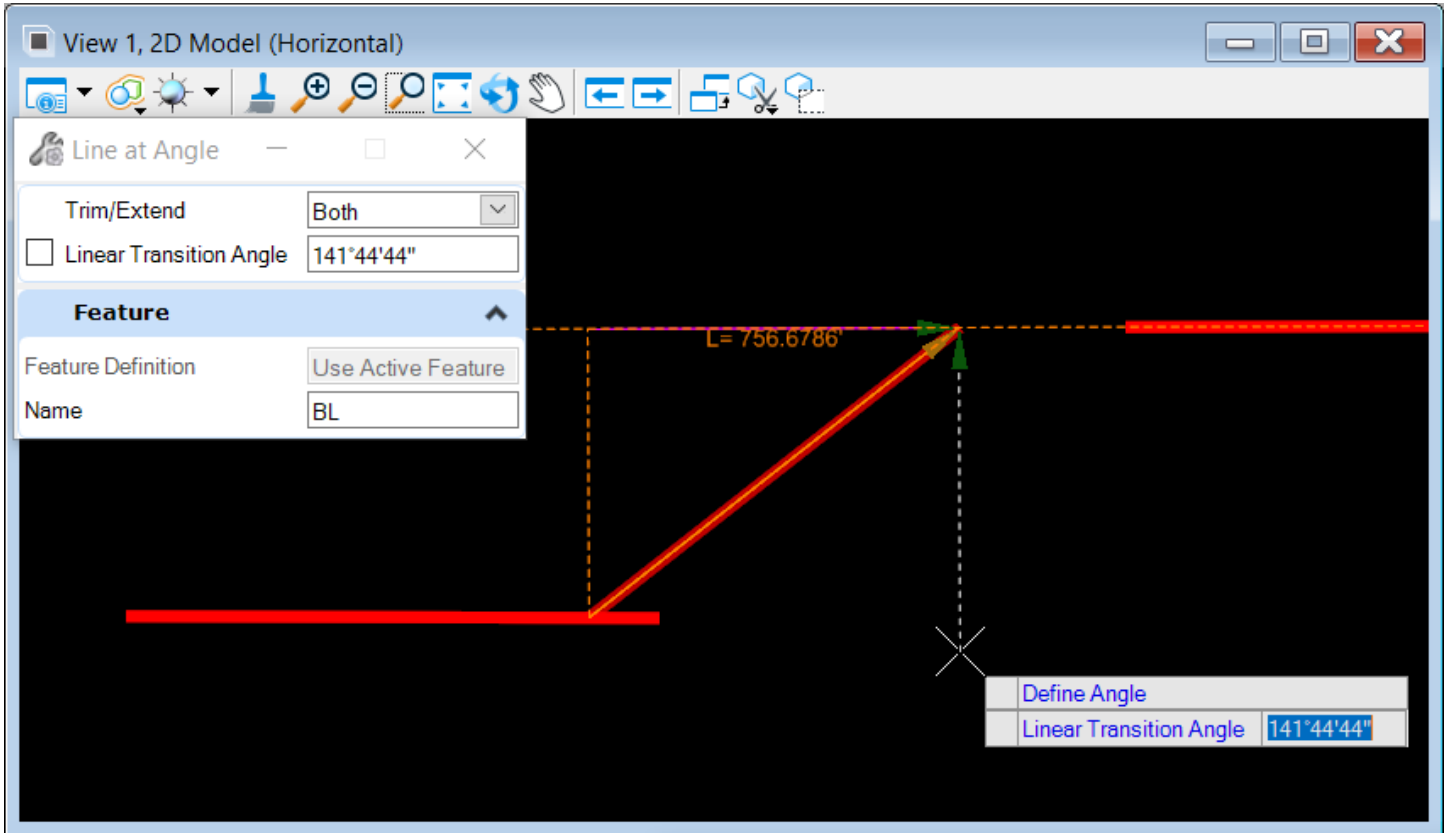 View 1, 2D Model (Horizontal)
Line at Angle
Trim/Extend Both
Linear Transition Angle 141°44'44"
Feature
Feature Definition Use Active Feature
Name BL
L= 756.6786'
Define Angle
Linear Transition Angle 141°44'44"